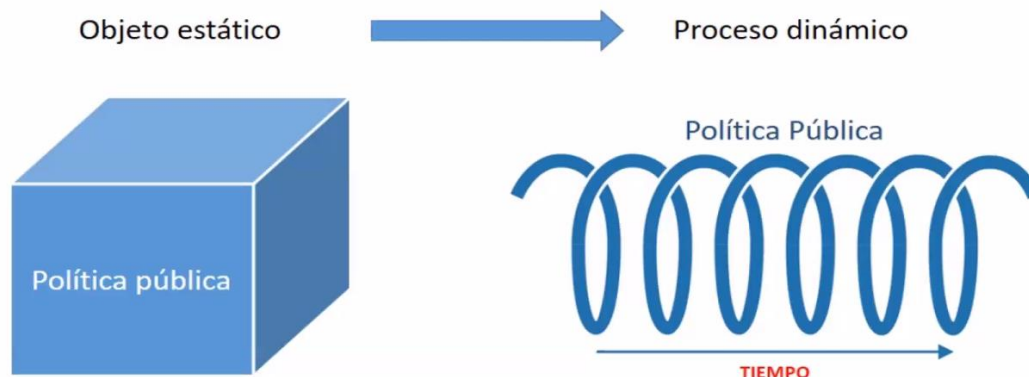 Objeto estático
Proceso dinámico
Política pública
Política Pública
TIEMPO